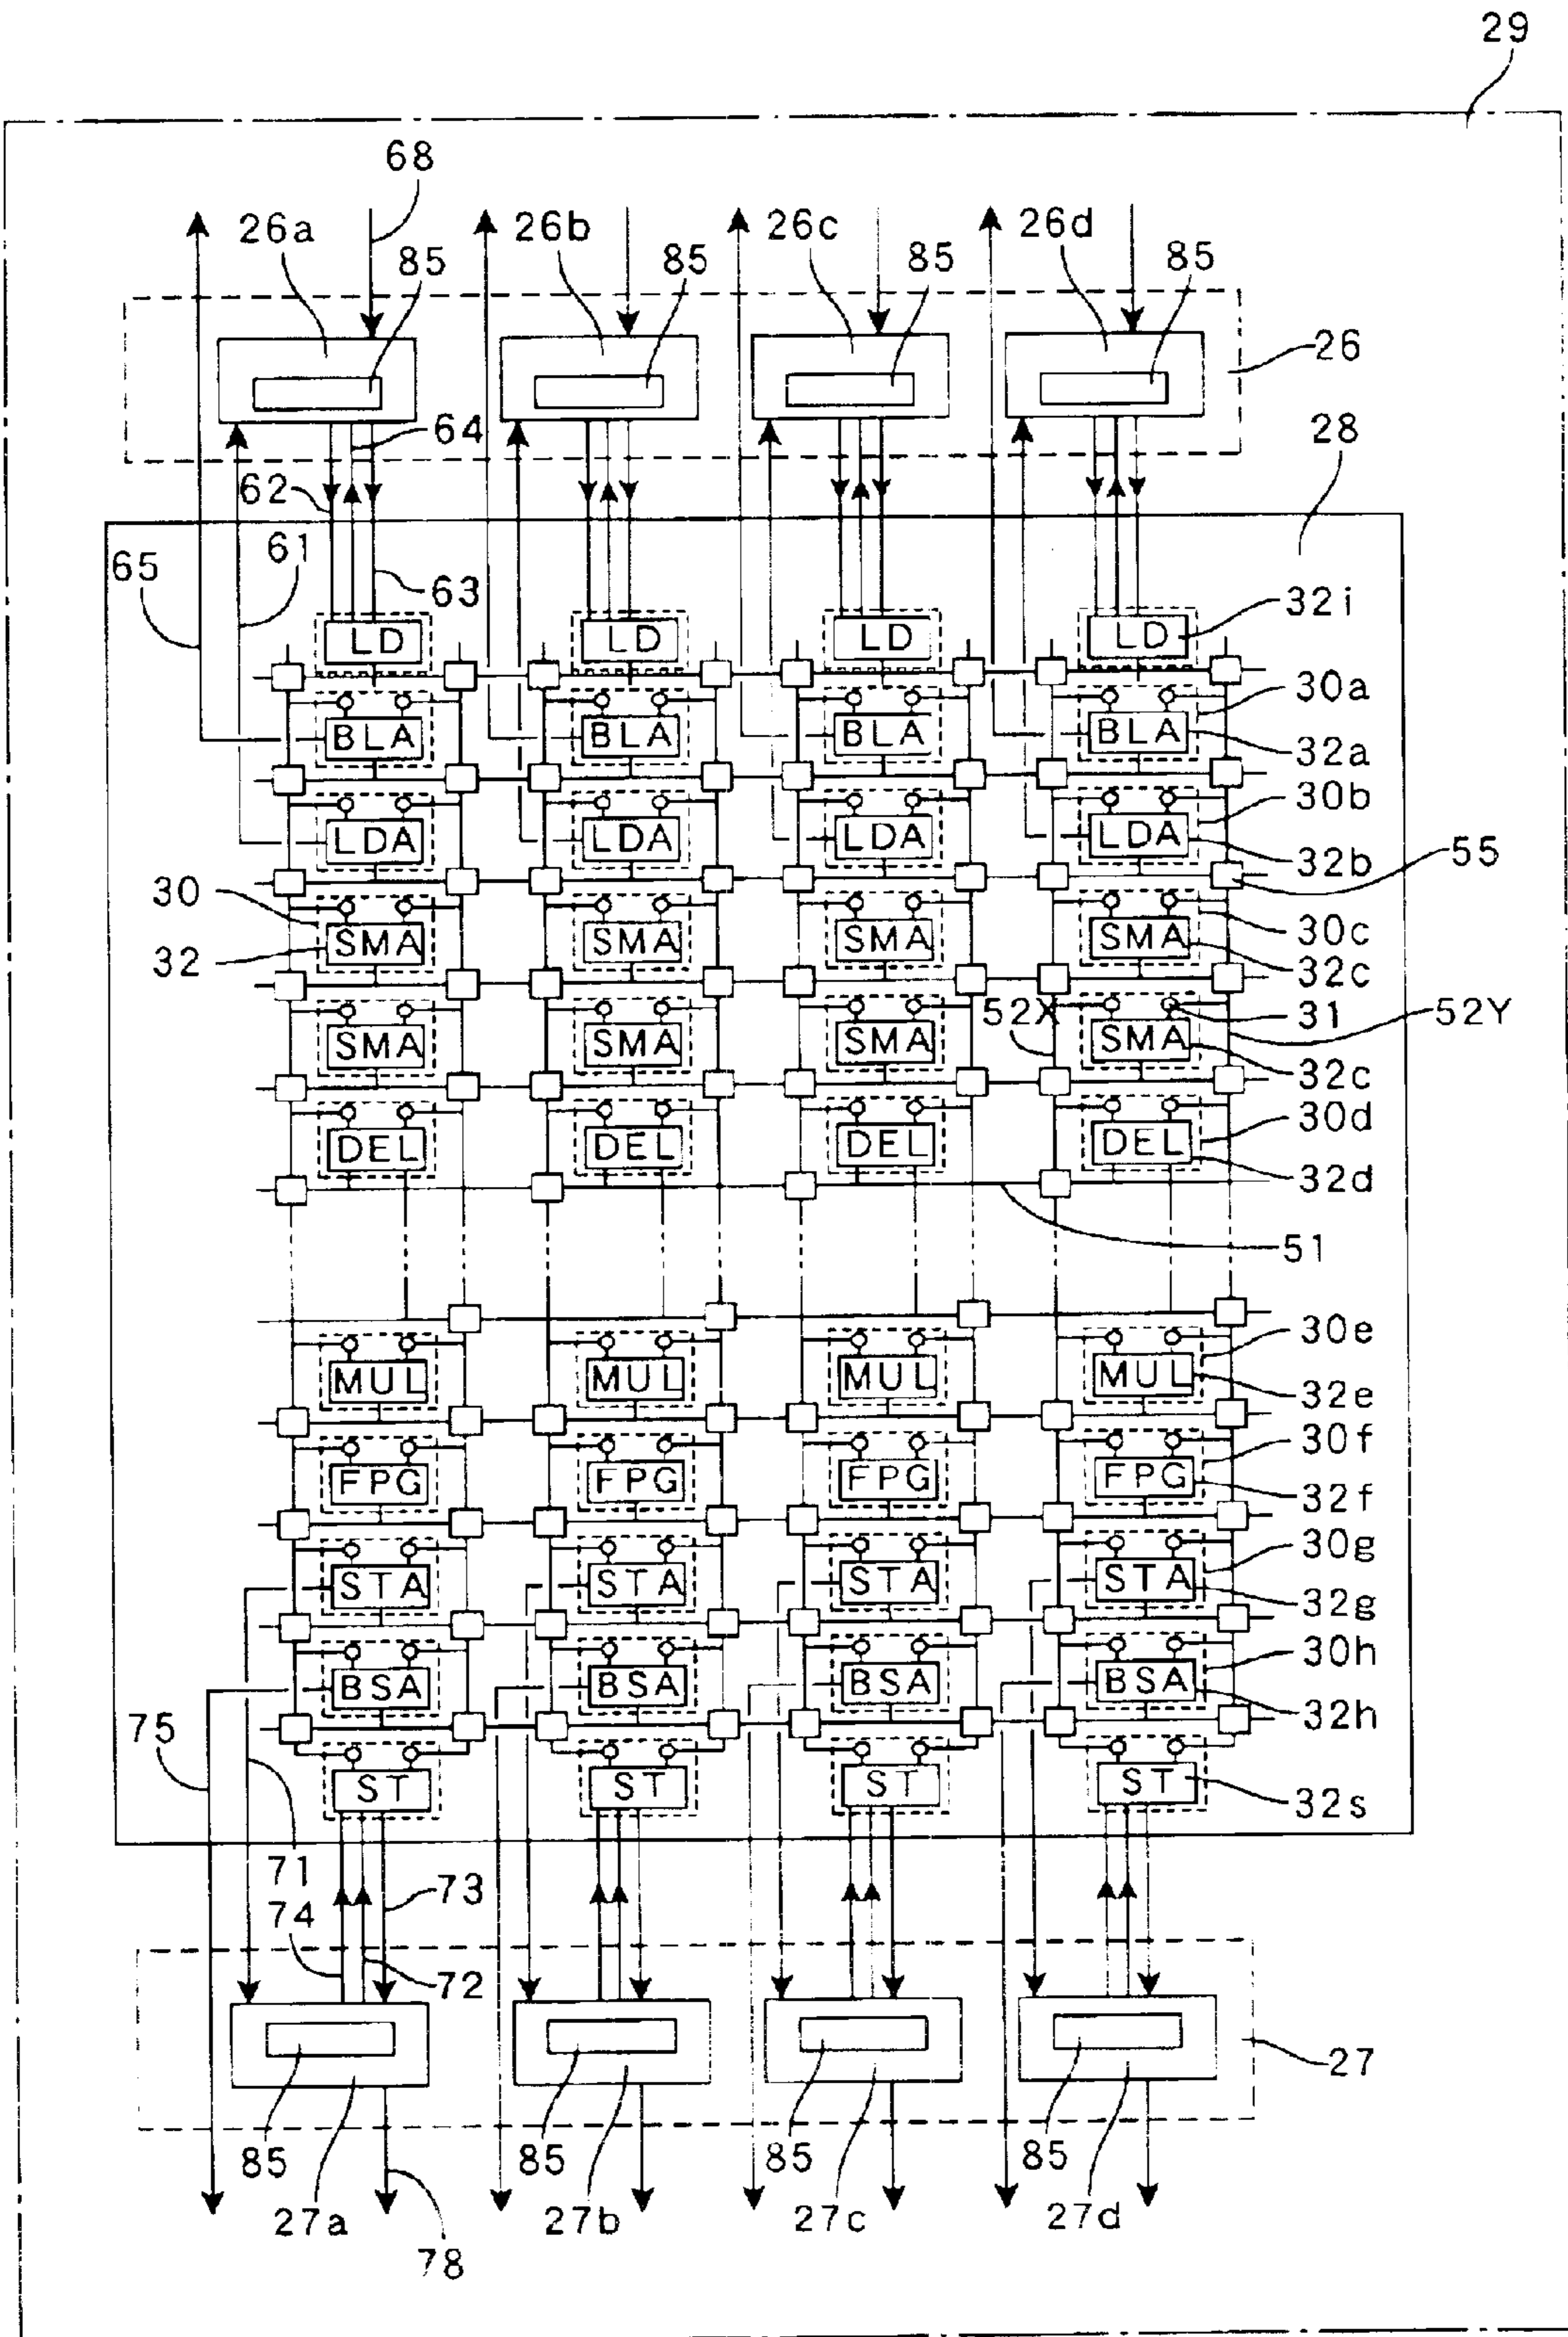 29
68
26a 26b 26c 26d
85 85 85 85
26
64
28
62
65 61 63
LD LD LD LD 32i
30a
BLA BLA BLA BLA 32a
30b
LDA LDA LDA LDA 32b 55
30 30c
32 SMA SMA SMA SMA 32c
52X 31 52Y
SMA SMA SMA SMA 32c
30d
DEL DEL DEL DEL 32d
51
30e
MUL MUL MUL MUL 32e
30f
FPG FPG FPG FPG 32f
30g
STA STA STA STA 32g
30h
BSA BSA BSA BSA 32h
75
ST ST ST ST 32s
71 73
74
72
27
85 85 85 85
27a 27b 27c 27d
78